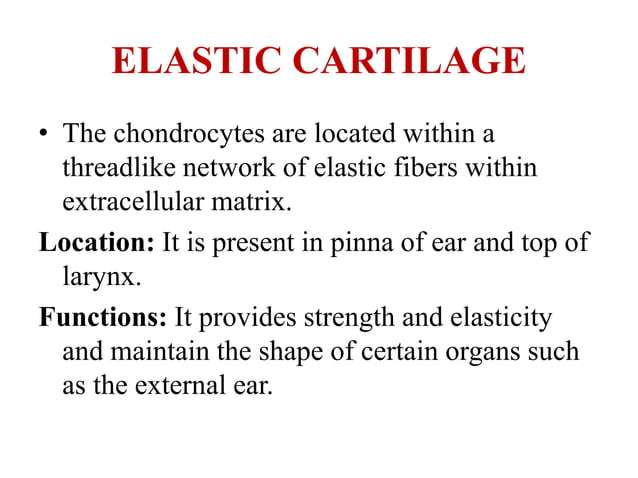 ELASTIC CARTILAGE
• The chondrocytes are located within a
threadlike network of elastic fibers within
extracellular matrix.
Location: It is present in pinna of ear and top of
larynx.
Functions: It provides strength and elasticity
and maintain the shape of certain organs such
as the external ear.